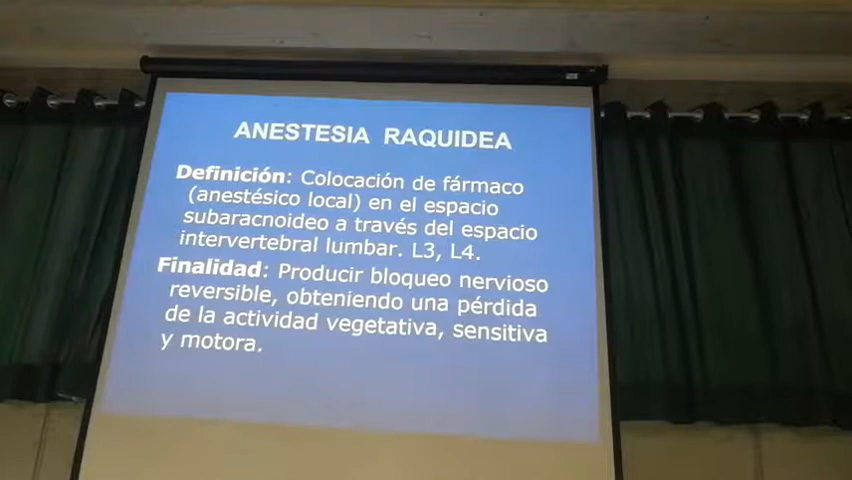 ANESTESIA RAQUIDEA
Definición: Colocación de fármaco
(anestésico local) en el espacio
subaracnoideo a través del espacio
intervertebral lumbar. L3, L4.
Finalidad: Producir bloqueo nervioso
reversible, obteniendo una pérdida
de la actividad vegetativa, sensitiva
y motora.